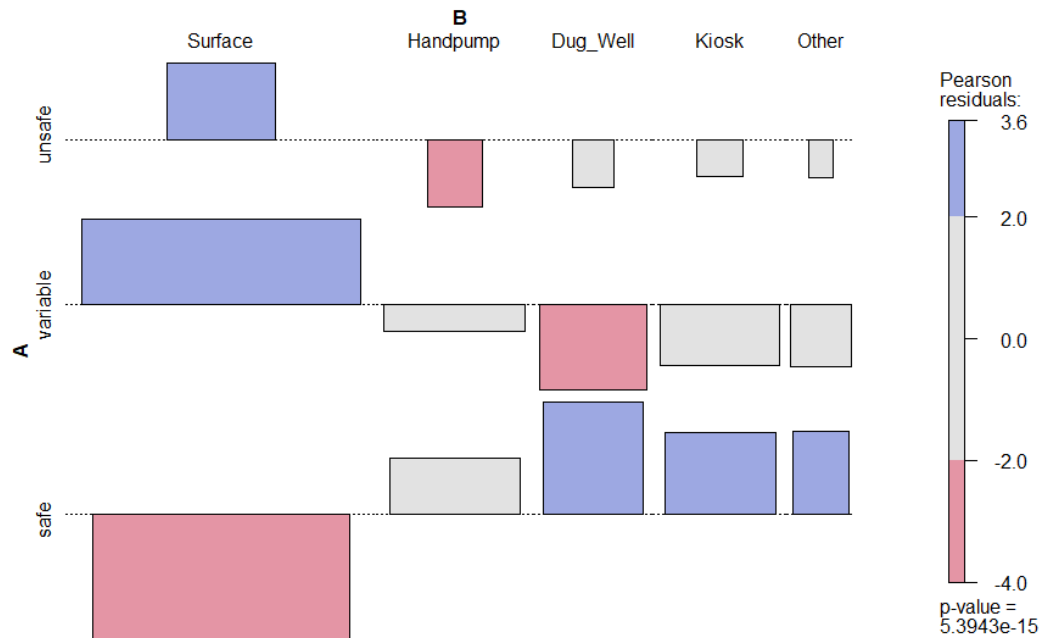 B
Surface Handpump Dug_Well Kiosk Other
Pearson
residuals:
3.6
2.0
0.0
-2.0
-4.0
p-value =
5.3943e-15
A
unsafe
variable
safe